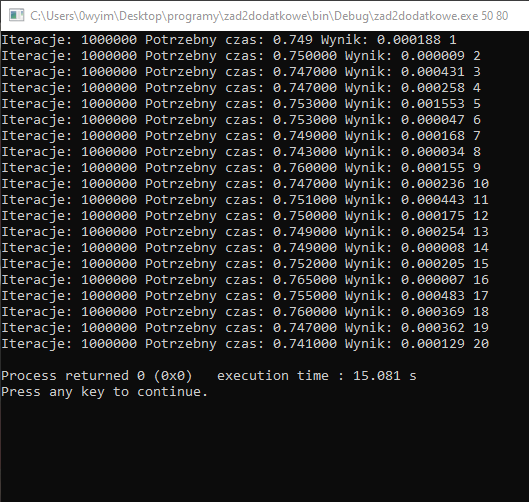 C:\Users\0wyim\Desktop\programy\zad2dodatkowe\bin\Debug\zad2dodatkowe.exe 50 80
Iteracje: 1000000 Potrzebny czas: 0.749 Wynik: 0.000188 1
Iteracje: 1000000 Potrzebny czas: 0.750000 Wynik: 0.000009 2
Iteracje: 1000000 Potrzebny czas: 0.747000 Wynik: 0.000431 3
Iteracje: 1000000 Potrzebny czas: 0.747000 Wynik: 0.000258 4
Iteracje: 1000000 Potrzebny czas: 0.753000 Wynik: 0.001553 5
Iteracje: 1000000 Potrzebny czas: 0.753000 Wynik: 0.000047 6
Iteracje: 1000000 Potrzebny czas: 0.749000 Wynik: 0.000168 7
Iteracje: 1000000 Potrzebny czas: 0.743000 Wynik: 0.000034 8
Iteracje: 1000000 Potrzebny czas: 0.760000 Wynik: 0.000155 9
Iteracje: 1000000 Potrzebny czas: 0.747000 Wynik: 0.000236 10
Iteracje: 1000000 Potrzebny czas: 0.751000 Wynik: 0.000443 11
Iteracje: 1000000 Potrzebny czas: 0.750000 Wynik: 0.000175 12
Iteracje: 1000000 Potrzebny czas: 0.749000 Wynik: 0.000254 13
Iteracje: 1000000 Potrzebny czas: 0.749000 Wynik: 0.000008 14
Iteracje: 1000000 Potrzebny czas: 0.752000 Wynik: 0.000205 15
Iteracje: 1000000 Potrzebny czas: 0.765000 Wynik: 0.000007 16
Iteracje: 1000000 Potrzebny czas: 0.755000 Wynik: 0.000483 17
Iteracje: 1000000 Potrzebny czas: 0.760000 Wynik: 0.000369 18
Iteracje: 1000000 Potrzebny czas: 0.747000 Wynik: 0.000362 19
Iteracje: 1000000 Potrzebny czas: 0.741000 Wynik: 0.000129 20
Process returned 0 (0x0)   execution time : 15.081 s
Press any key to continue.